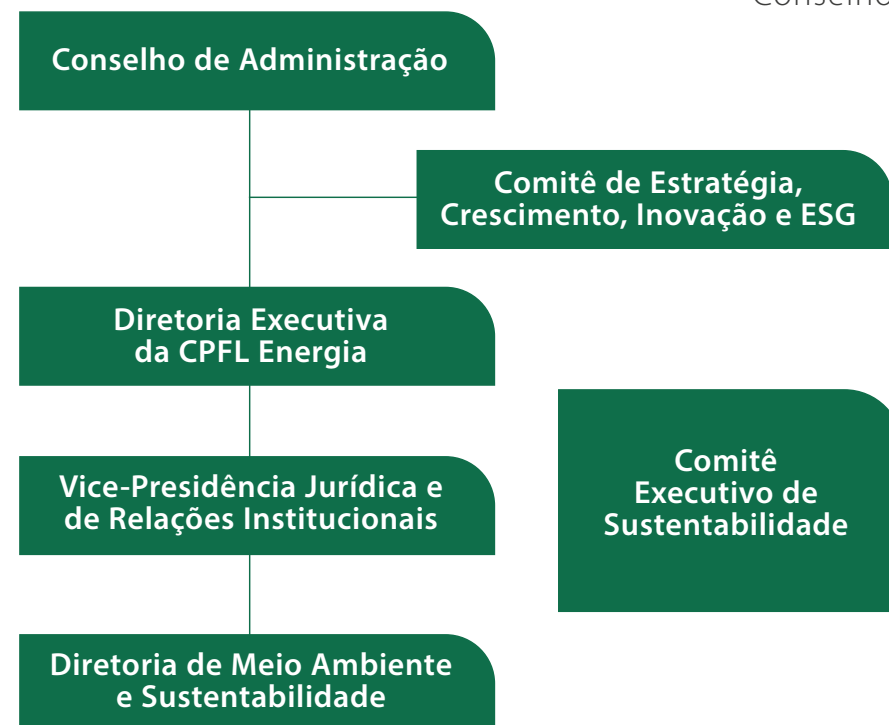 Conselho
Conselho de Administração
Comitê de Estratégia,
Crescimento, Inovação e ESG
Diretoria Executiva
da CPFL Energia
Vice-Presidência Jurídica e
de Relações Institucionais
Comitê
Executivo de
Sustentabilidade
Diretoria de Meio Ambiente
e Sustentabilidade